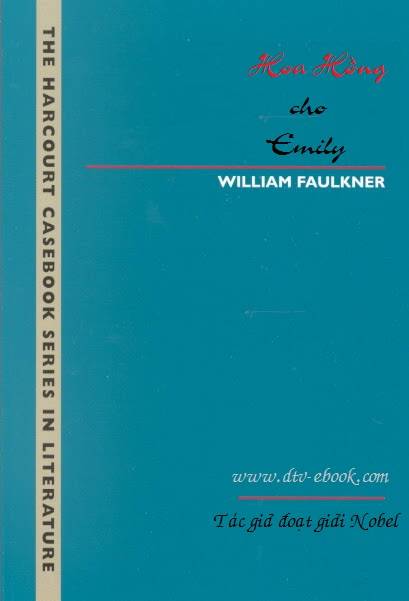 THE HARCOURT CASEBOOK SERIES IN LITERATURE
Hoa Hồng
cho
Emily
WILLIAM FAULKNER
www.dtv-ebook.com
Tác giả đoạt giải Nobel